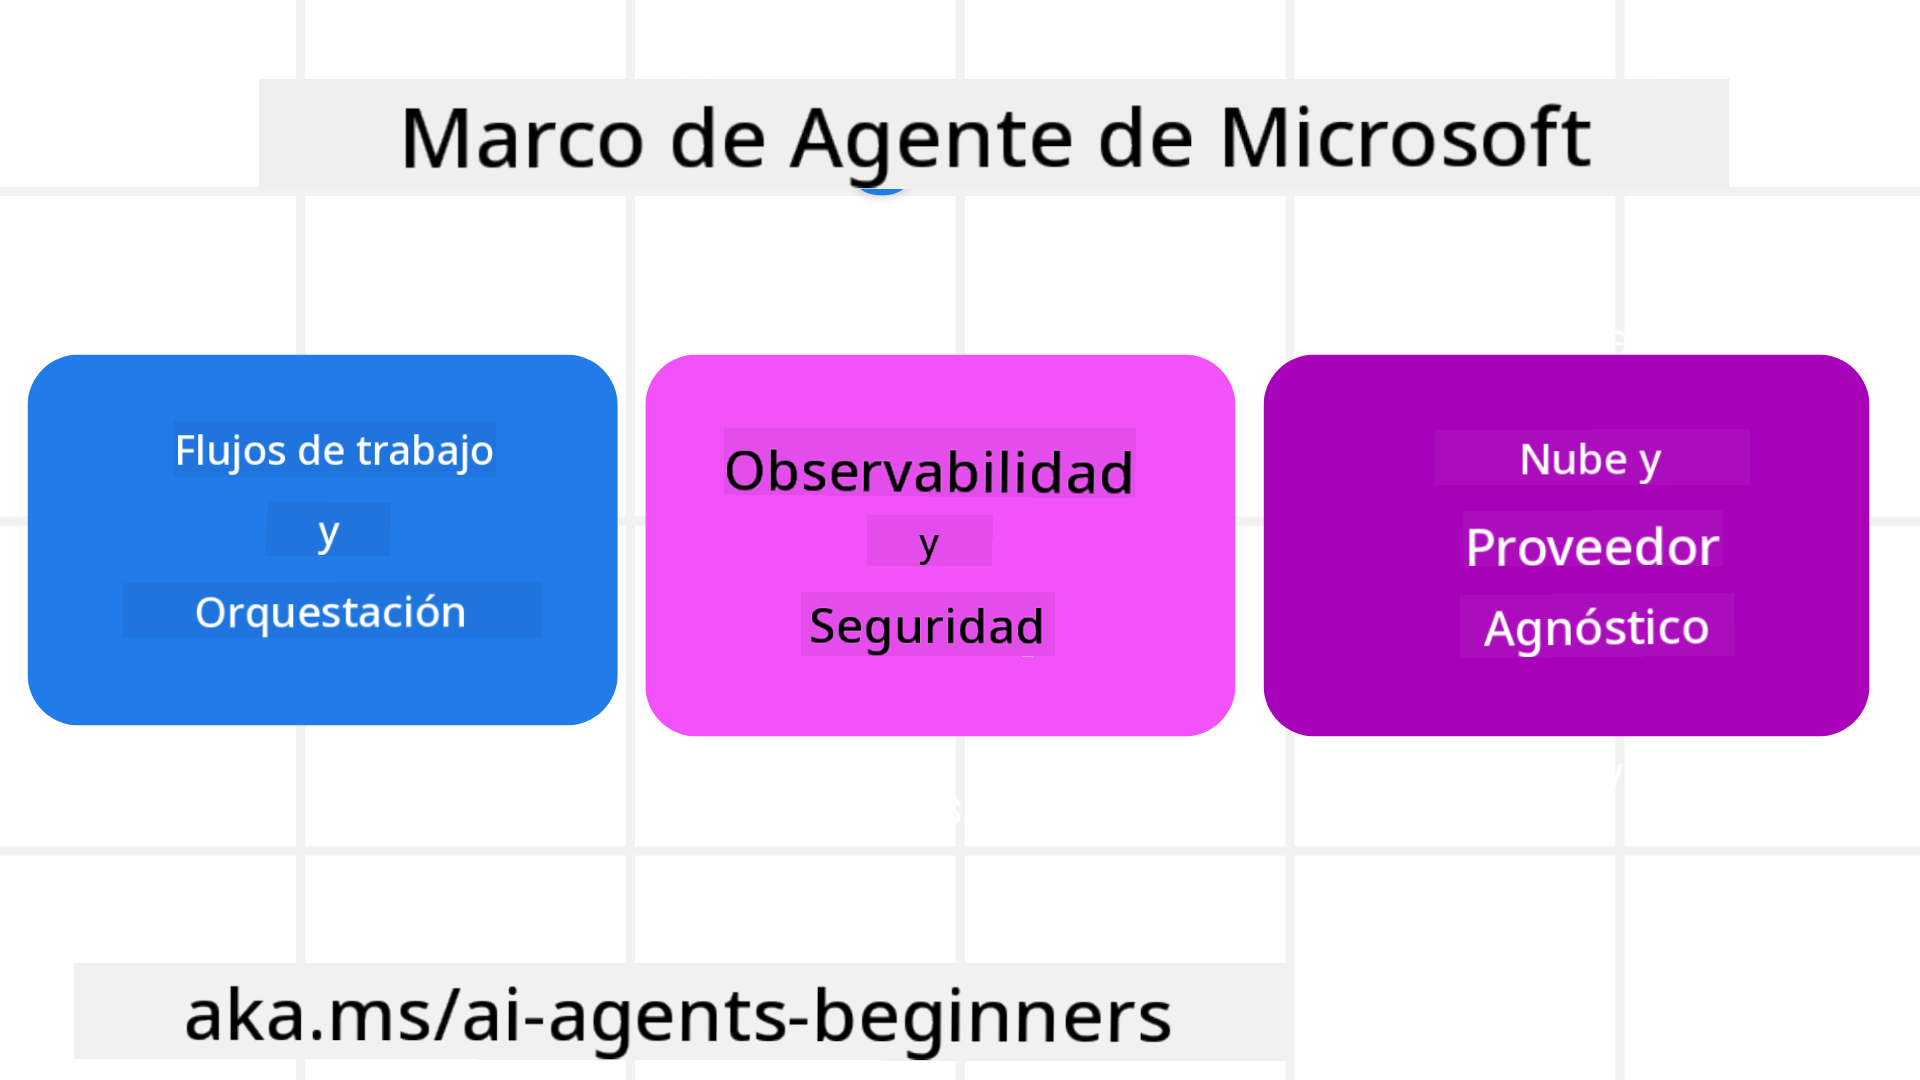 Marco de Agente de Microsoft
Flujos de trabajo
y
Orquestación
Observabilidad
y
Seguridad
Nube y
Proveedor
Agnóstico
aka.ms/ai-agents-beginners